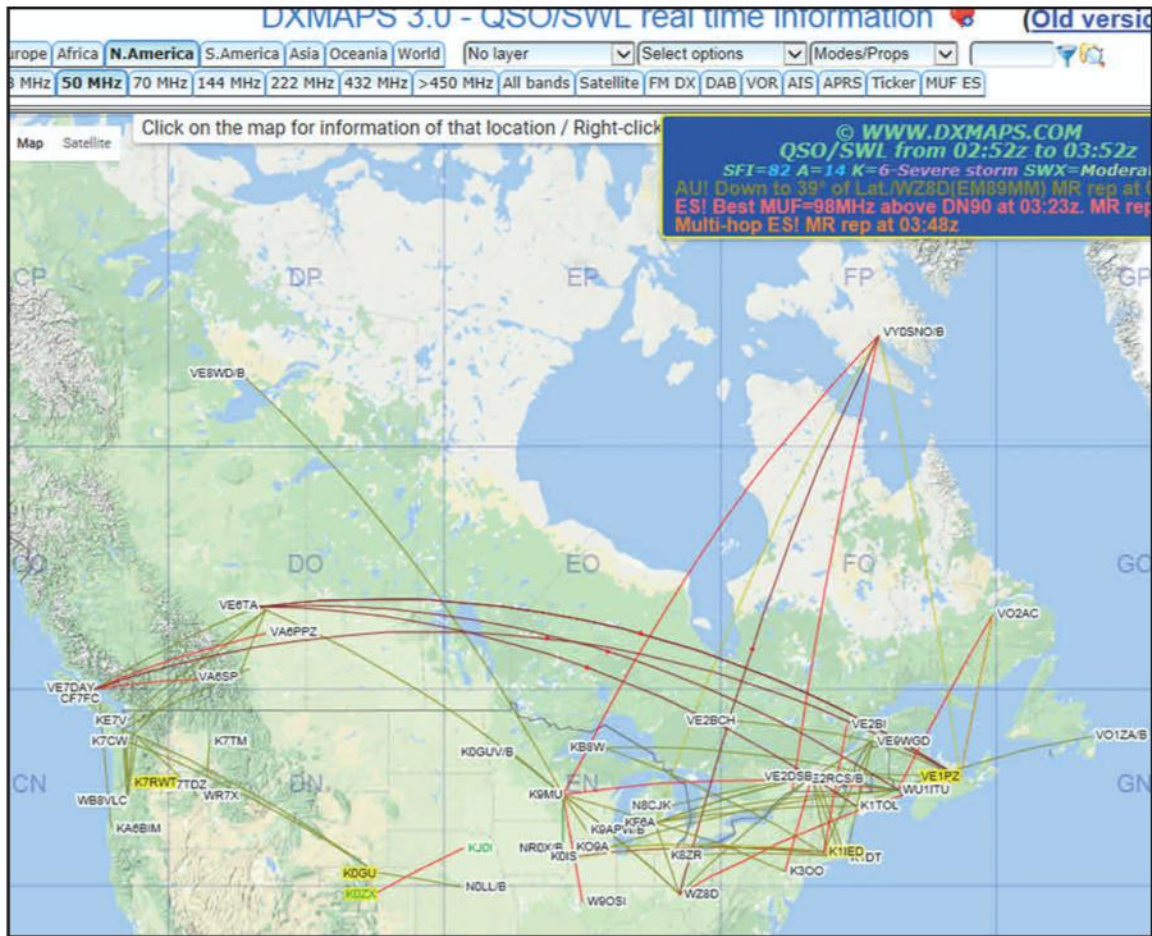 DXMAPS 3.0 - QSO/SWL real time information (Old versio
urope Africa N.America S.America Asia Oceania World No layer Select options Modes/Props
MHz 50 MHz 70 MHz 144 MHz 222 MHz 432 MHz >450 MHz All bands Satellite FM DX DAB VOR AIS APRS Ticker MUF ES
Map Satellite Click on the map for information of that location / Right-click
© WWW.DXMAPS.COM
QSO/SWL from 02:52z to 03:52z
SFI=82 A=14 K=6-Severe storm SWX=Modera
AU! Down to 39° of Lat./WZ8D(EM89MM) MR rep at
ES! Best MUF=98MHz above DN90 at 03:23z. MR rep
Multi-hop ES! MR rep at 03:48z
CP DP EP FP GP
VY0SNO/B
VE8WD/B
CO DO EO FO GO
VE6TA
VO2AC
VA6PPZ
VA6SP
VE7DAY
CF7FC
KE7V VE2BCH VE2BI
K7CW K7TM K0GUV/B KB8W VE9WGD VO1ZA/B
CN K7RWT 7TDZ DN EN VE2DSB E2RCS/B VE1PZ GN
WB8VLC WR7X K9MU WU1ITU
N8CJK K1TOL
KA6BIM K9APW/B KF6A
KJ0I NR0X/B K0IS KO9A K8ZR K1IED K1DT
K0GU K3OO
K0ZX N0LL/B W9OSI WZ8D